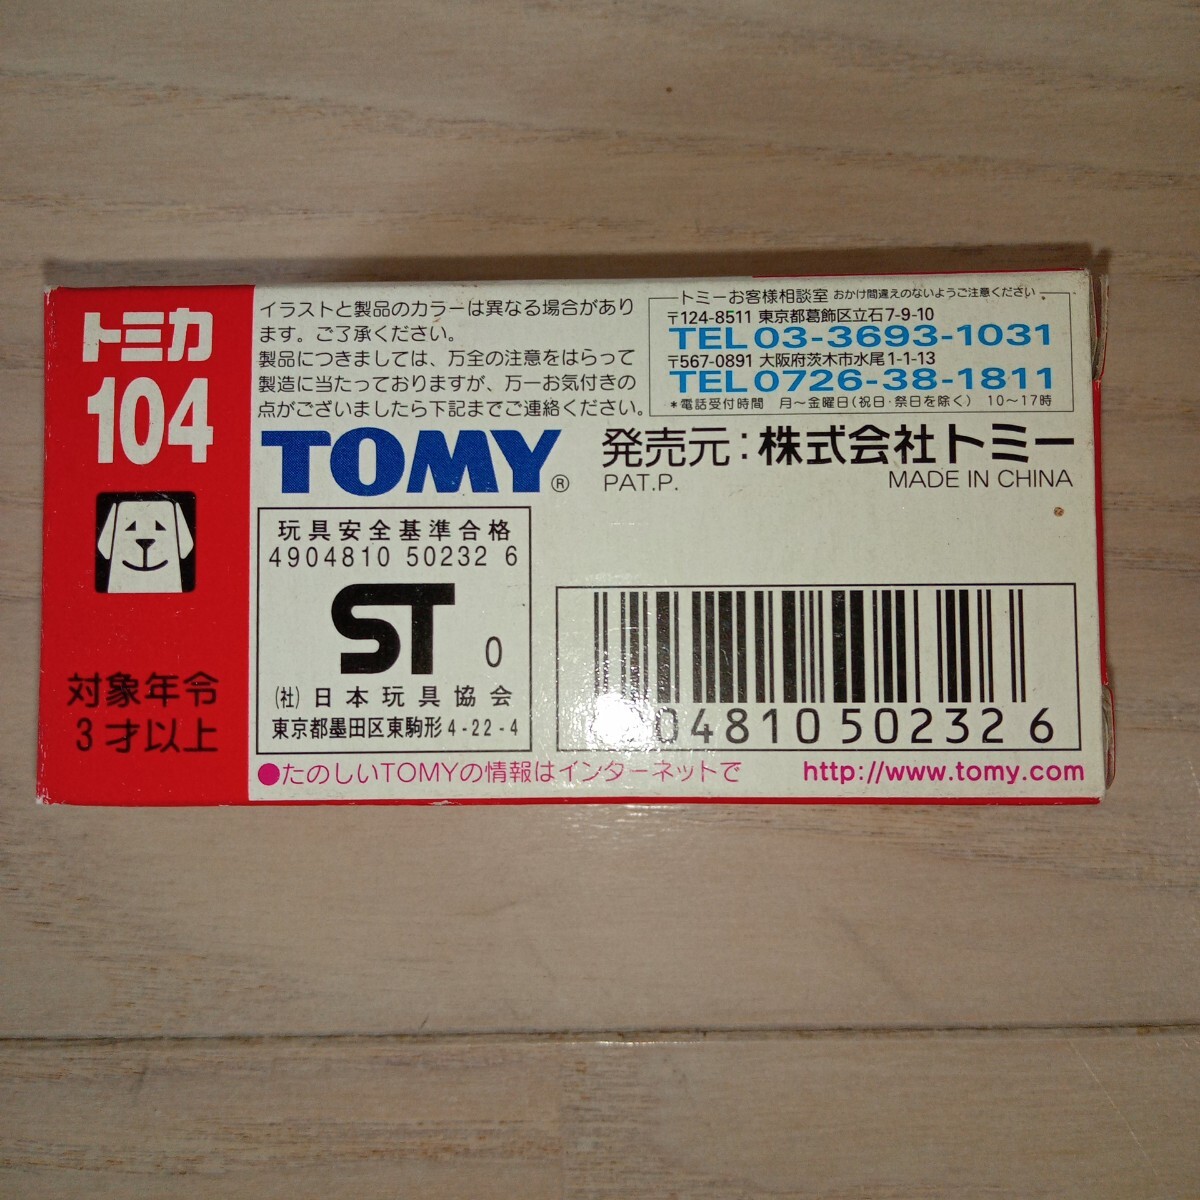 トミカ
104
対象年令
3才以上
イラストと製品のカラーは異なる場合があり
ます。ご了承ください。
製品につきましては、万全の注意をはらって
製造に当たっておりますが、万一お気付きの
点がございましたら下記までご連絡ください。
トミーお客様相談室 おかけ間違えのないようご注意ください
〒124-8511 東京都葛飾区立石7-9-10
TEL 03-3693-1031
〒567-0891 大阪府茨木市水尾1-1-13
TEL 0726-38-1811
*電話受付時間 月〜金曜日(祝日・祭日を除く) 10〜17時
TOMY®
発売元:株式会社トミー
PAT.P. MADE IN CHINA
玩具安全基準合格
4904810 50232 6
ST 0
(社)日本玩具協会
東京都墨田区東駒形4-22-4
4904810 50232 6
●たのしいTOMYの情報はインターネットで http://www.tomy.com